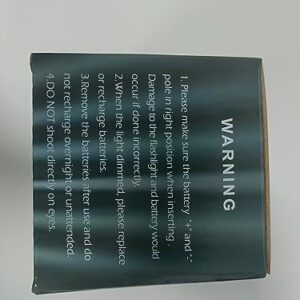 WARNING
1. Please make sure the battery "+" and "-"
pole in right position when inserting -
Damage to the flashlight and battery would
occur if done incorrectly.
2.When the light dimmed, please replace
or recharge batteries.
3.Remove the batteries after use and do
not recharge overnight or unattended.
4.DO NOT shoot directly on eyes.